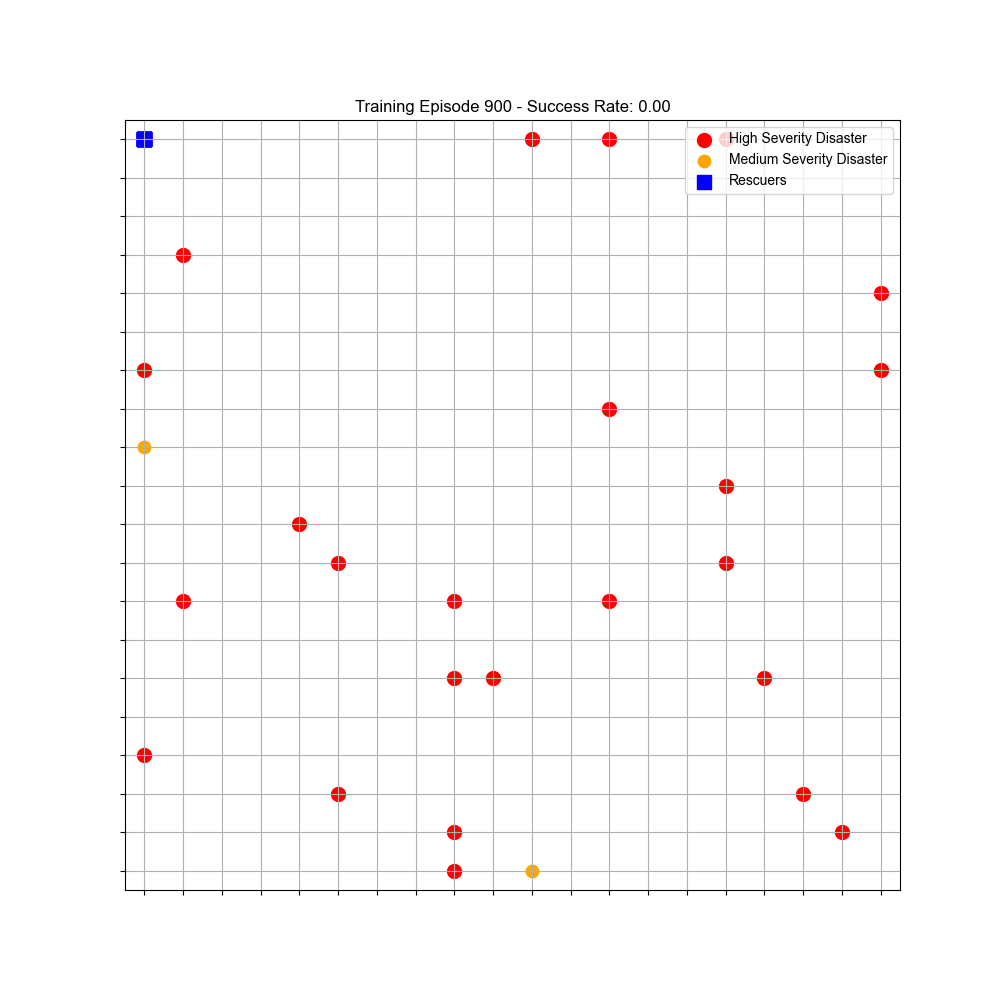 Training Episode 900 - Success Rate: 0.00
High Severity Disaster
Medium Severity Disaster
Rescuers